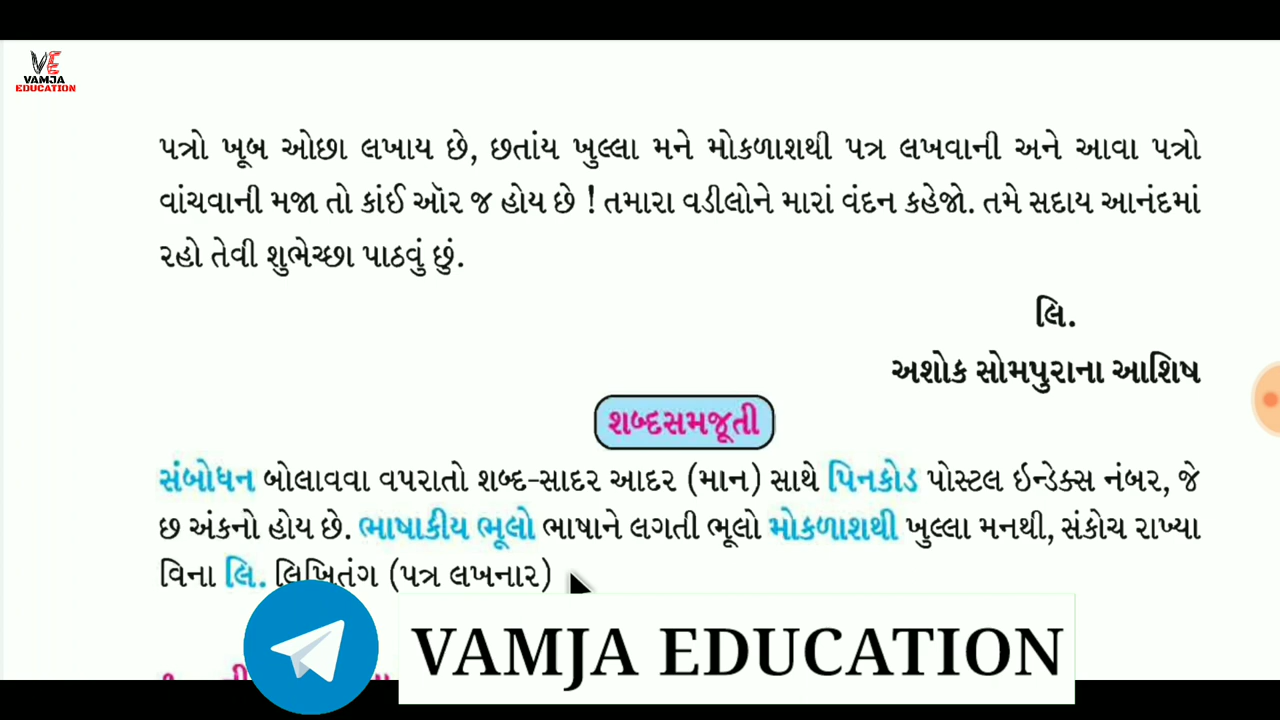 VE
VAMJA
EDUCATION
પત્રો ખૂબ ઓછા લખાય છે, છતાંય ખુલ્લા મને મોકળાશથી પત્ર લખવાની અને આવા પત્રો
વાંચવાની મજા તો કાંઈ ઑર જ હોય છે ! તમારા વડીલોને મારાં વંદન કહેજો. તમે સદાય આનંદમાં
રહો તેવી શુભેચ્છા પાઠવું છું.
લિ.
અશોક સોમપુરાના આશિષ
શબ્દસમજૂતી
સંબોધન બોલાવવા વપરાતો શબ્દ-સાદર આદર (માન) સાથે પિનકોડ પોસ્ટલ ઇન્ડેક્સ નંબર, જે
છ અંકનો હોય છે. ભાષાકીય ભૂલો ભાષાને લગતી ભૂલો મોકળાશથી ખુલ્લા મનથી, સંકોચ રાખ્યા
વિના લિ. લિખિતંગ (પત્ર લખનાર)
VAMJA EDUCATION